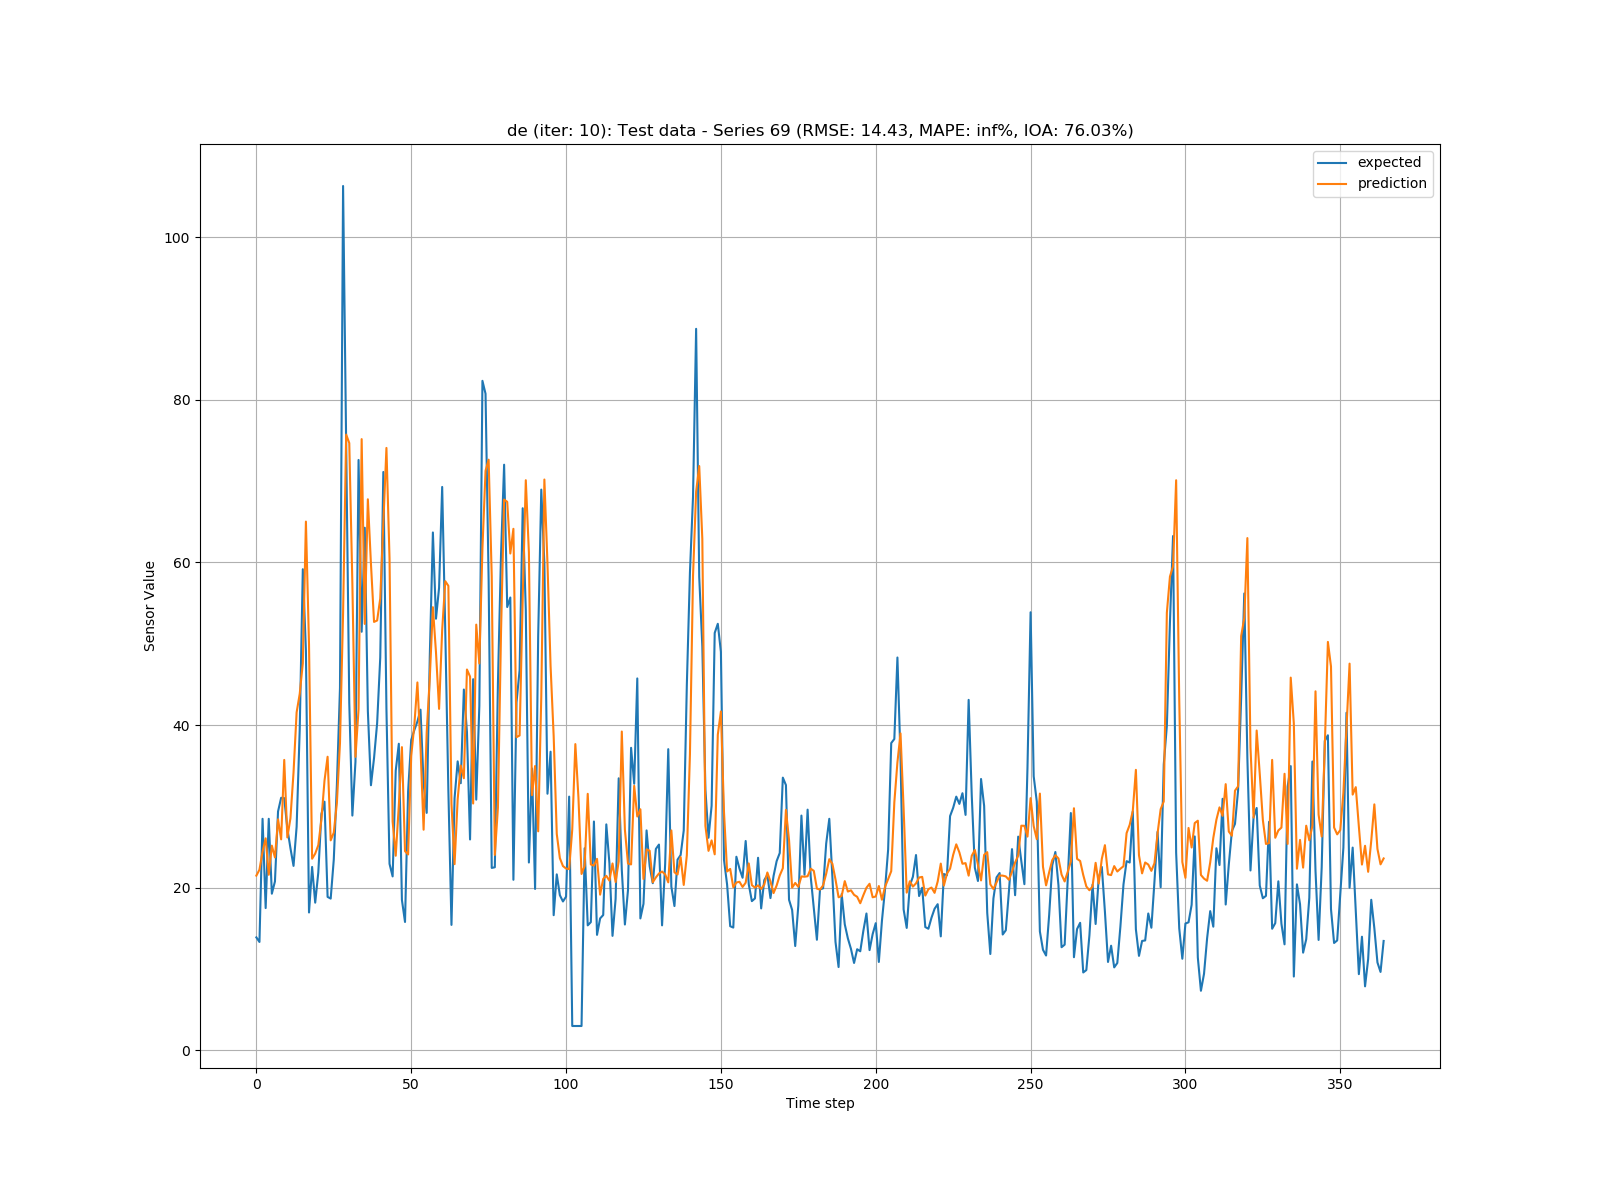 de (iter: 10): Test data - Series 69 (RMSE: 14.43, MAPE: inf%, IOA: 76.03%)
expected
prediction
100
80
60
40
20
0
Sensor Value
0 50 100 150 200 250 300 350
Time step